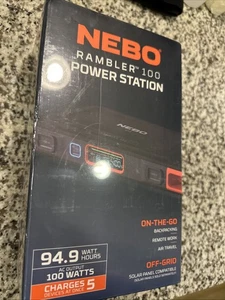 NEBO
RAMBLER™ 100
POWER STATION
NEBO
94.9 WATT HOURS
AC OUTPUT
100 WATTS
CHARGES
DEVICES AT ONCE 5
ON-THE-GO
BACKPACKING
REMOTE WORK
AIR TRAVEL
OFF-GRID
SOLAR PANEL COMPATIBLE